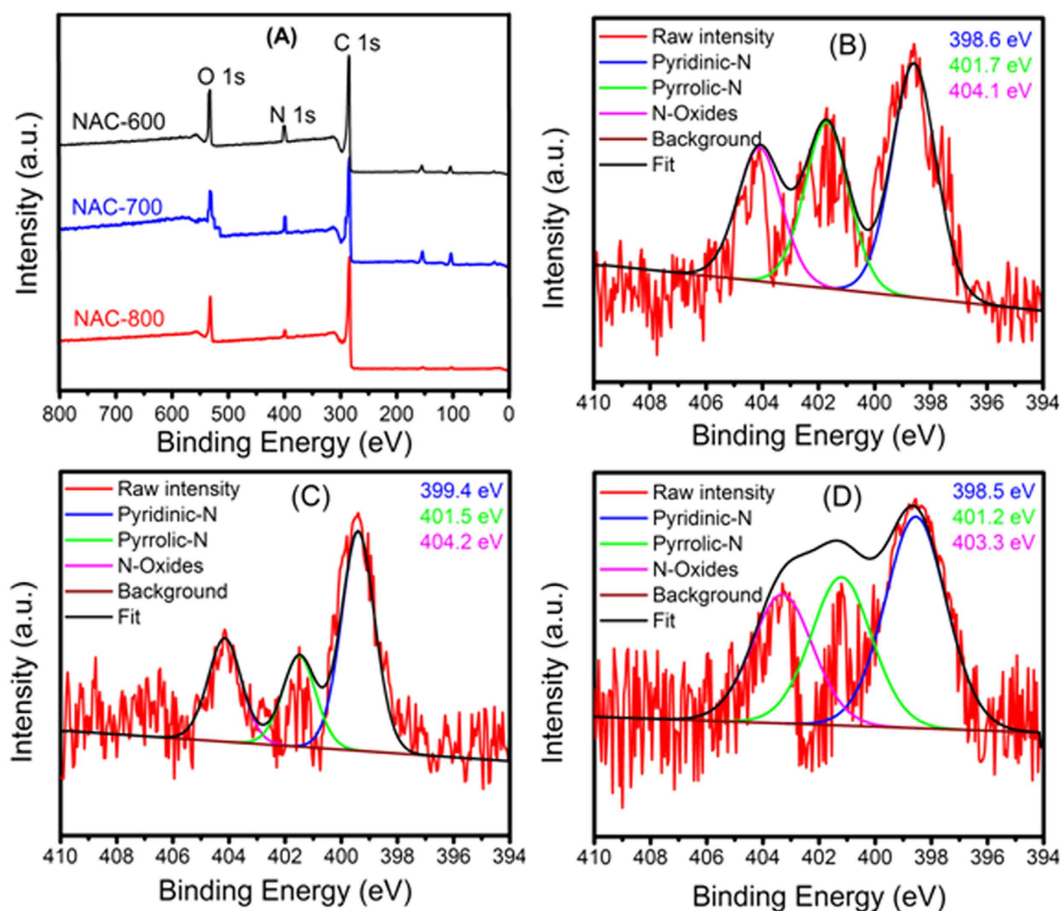 (A)
C 1s
O 1s
N 1s
NAC-600
NAC-700
NAC-800
Intensity (a.u.)
800 700 600 500 400 300 200 100 0
Binding Energy (eV)
(B)
Raw intensity
Pyridinic-N
Pyrrolic-N
N-Oxides
Background
Fit
398.6 eV
401.7 eV
404.1 eV
Intensity (a.u.)
410 408 406 404 402 400 398 396 394
Binding Energy (eV)
(C)
Raw intensity
Pyridinic-N
Pyrrolic-N
N-Oxides
Background
Fit
399.4 eV
401.5 eV
404.2 eV
Intensity (a.u.)
410 408 406 404 402 400 398 396 394
Binding Energy (eV)
(D)
Raw intensity
Pyridinic-N
Pyrrolic-N
N-Oxides
Background
Fit
398.5 eV
401.2 eV
403.3 eV
Intensity (a.u.)
410 408 406 404 402 400 398 396 394
Binding Energy (eV)